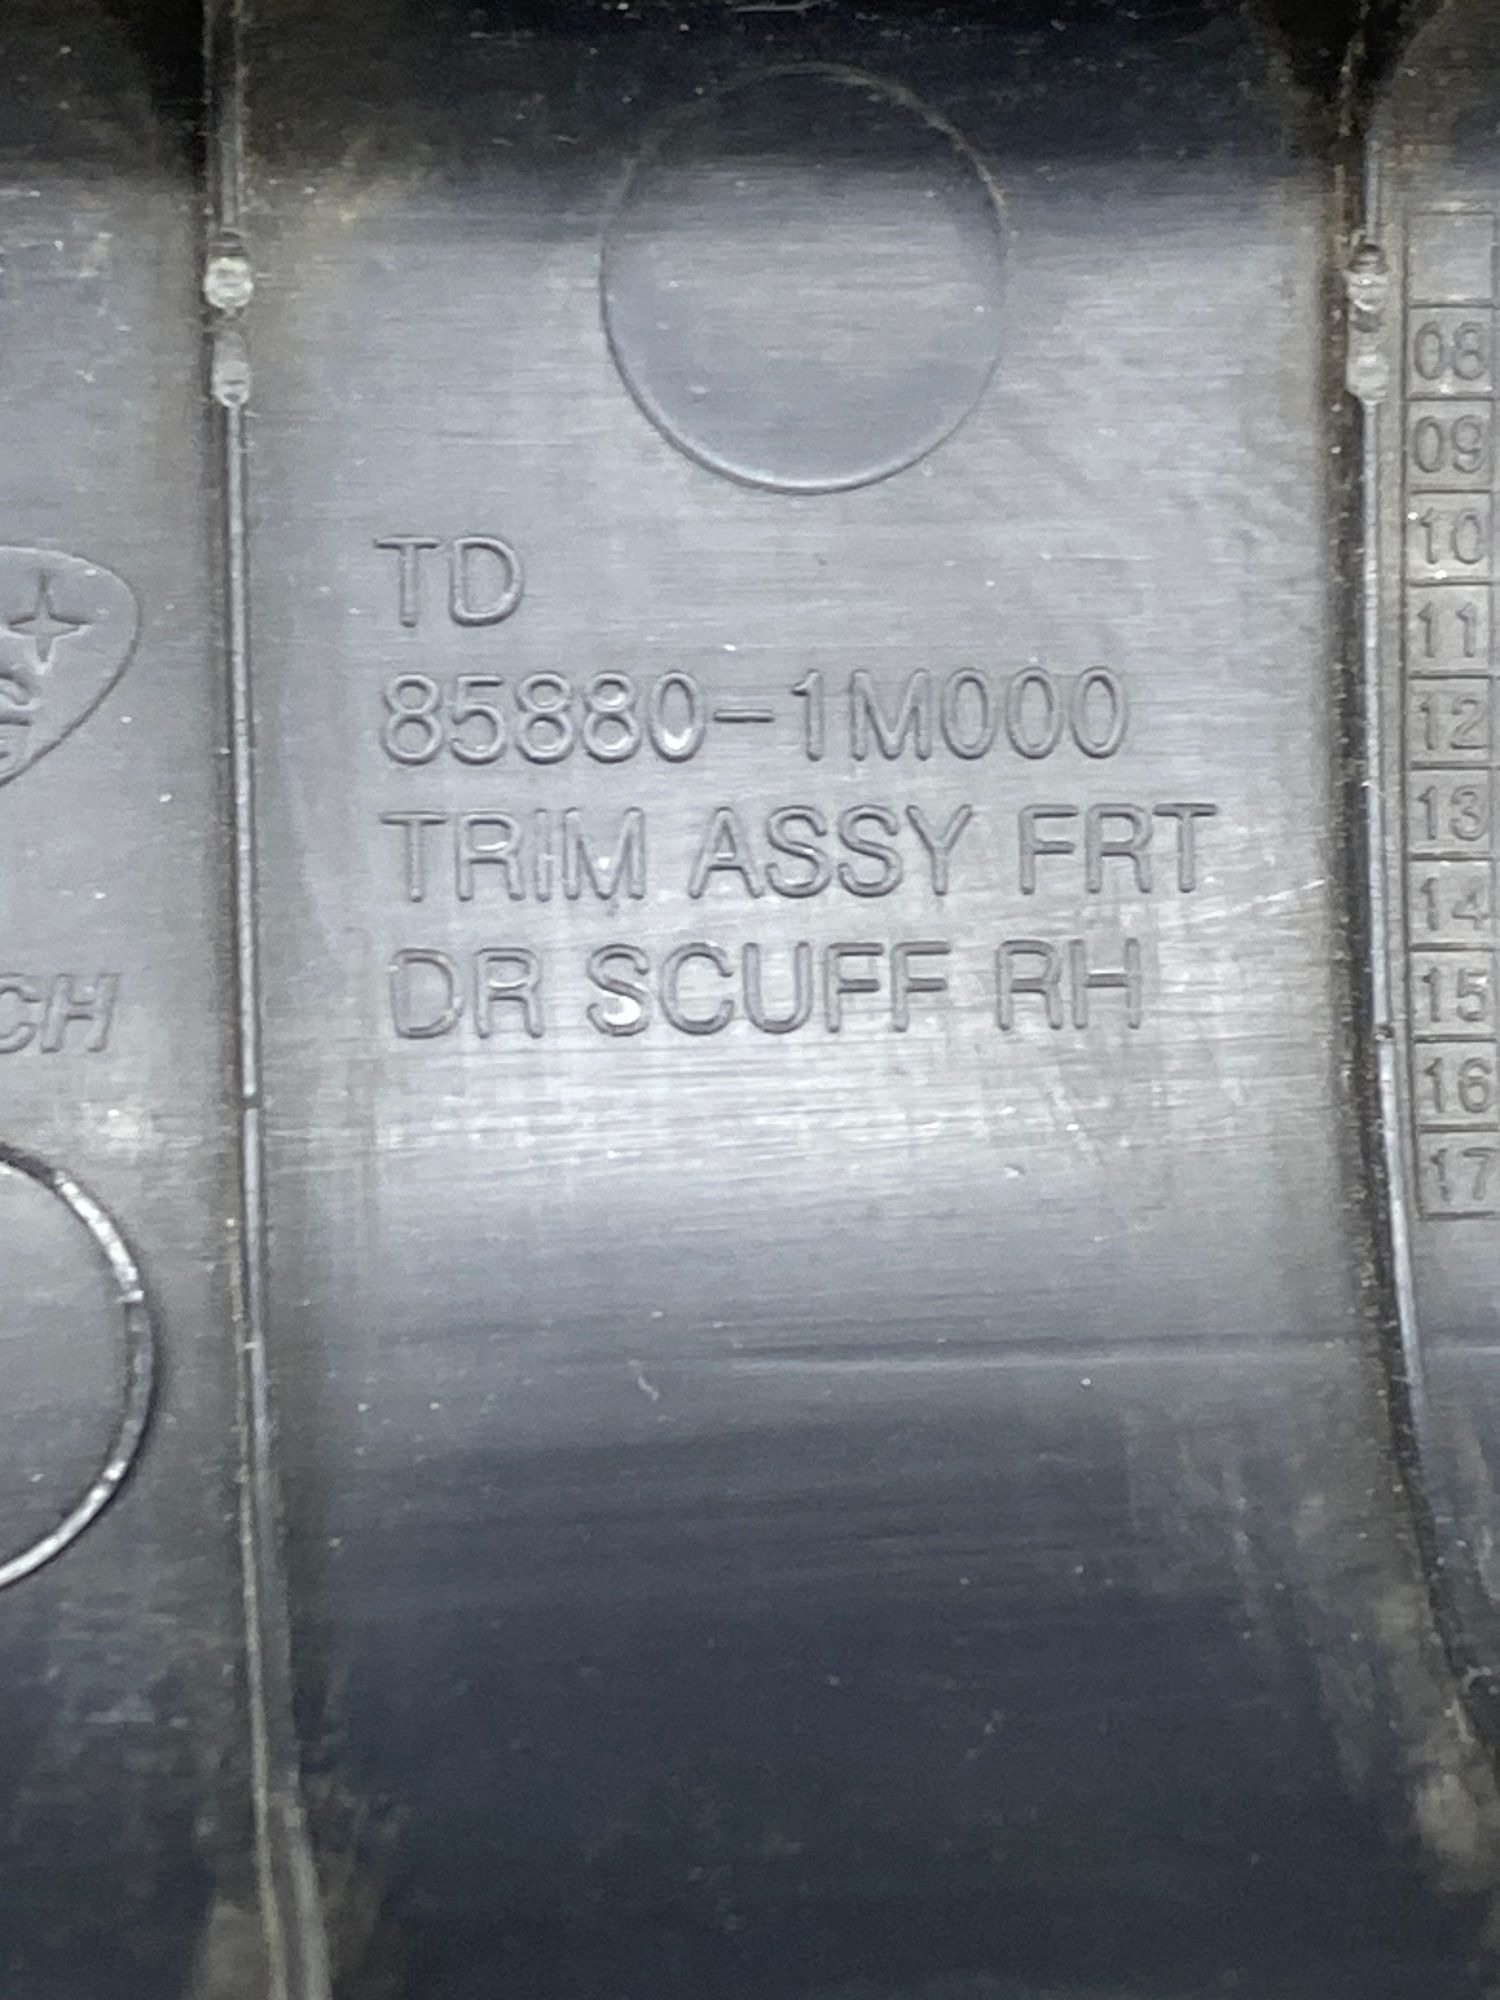 TD
85880-1M000
TRIM ASSY FRT
DR SCUFF RH
CH
08
09
10
11
12
13
14
15
16
17